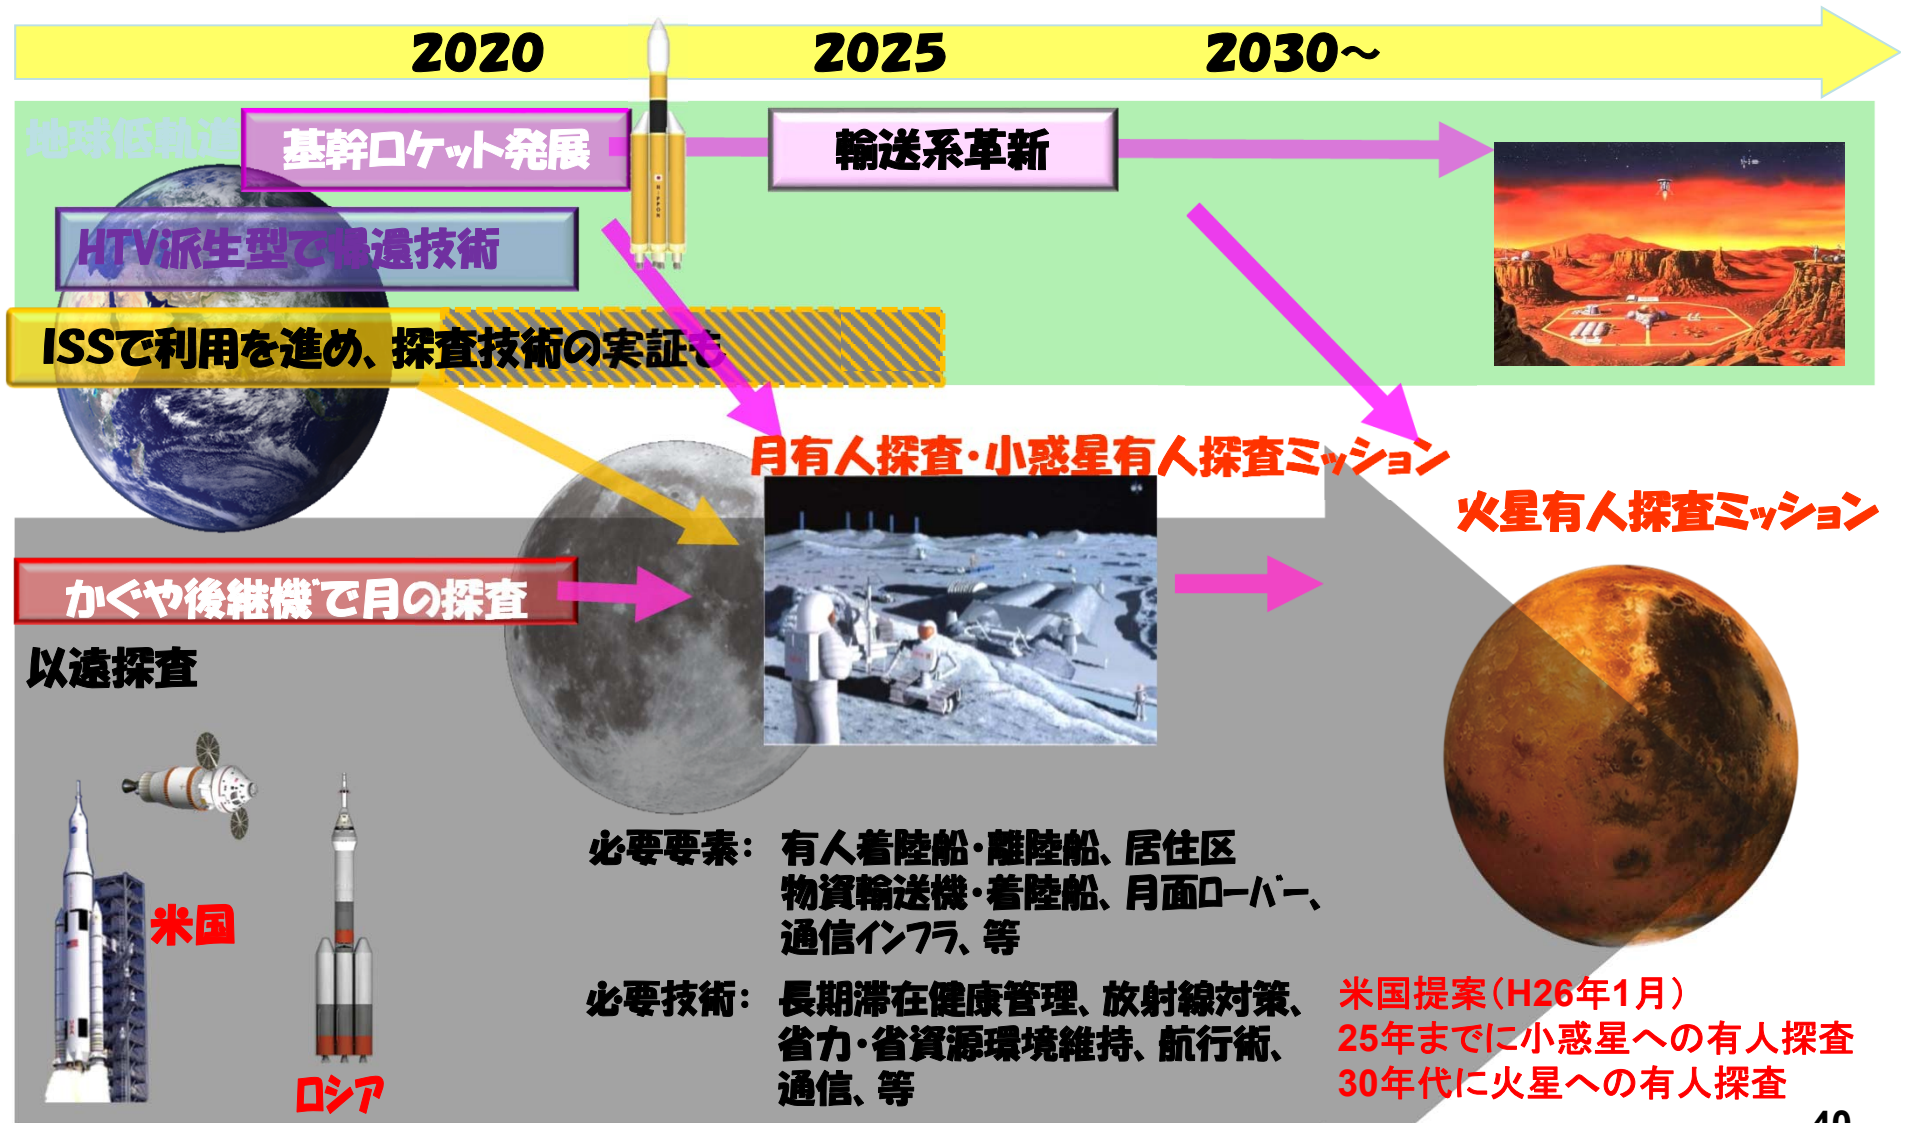 2020
2025
2030~
地球低軌道
基幹ロケット発展
輸送系革新
NIPPON
HTV派生型で帰還技術
ISSで利用を進め、探査技術の実証も
月有人探査・小惑星有人探査ミッション
火星有人探査ミッション
かぐや後継機で月の探査
以遠探査
米国
ロシア
必要要素： 有人着陸船・離陸船、居住区
物資輸送機・着陸船、月面ローバー、
通信インフラ、等
必要技術： 長期滞在健康管理、放射線対策、
省力・省資源環境維持、航行術、
通信、等
米国提案（H26年1月）
25年までに小惑星への有人探査
30年代に火星への有人探査
40